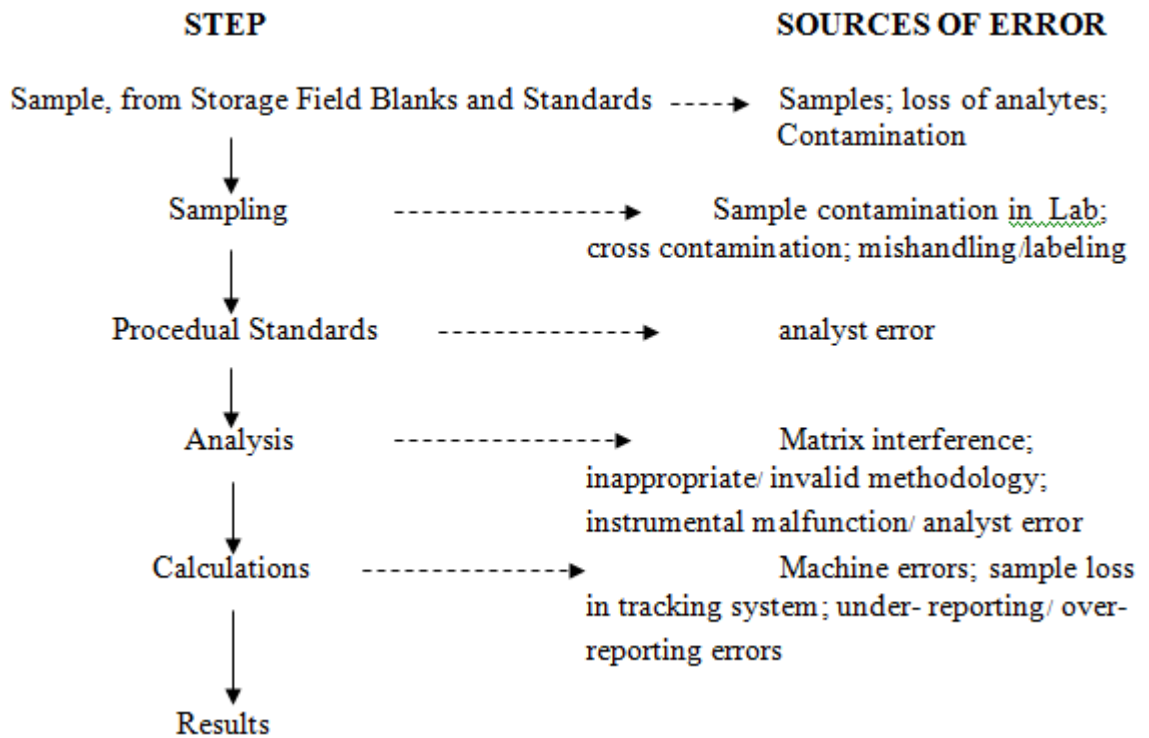 STEP
SOURCES OF ERROR
Sample, from Storage Field Blanks and Standards
Samples; loss of analytes;
Contamination
Sampling
Sample contamination in Lab;
cross contamination; mishandling/labeling
Procedual Standards
analyst error
Analysis
Matrix interference;
inappropriate/ invalid methodology;
instrumental malfunction/ analyst error
Calculations
Machine errors; sample loss
in tracking system; under- reporting/ over-
reporting errors
Results